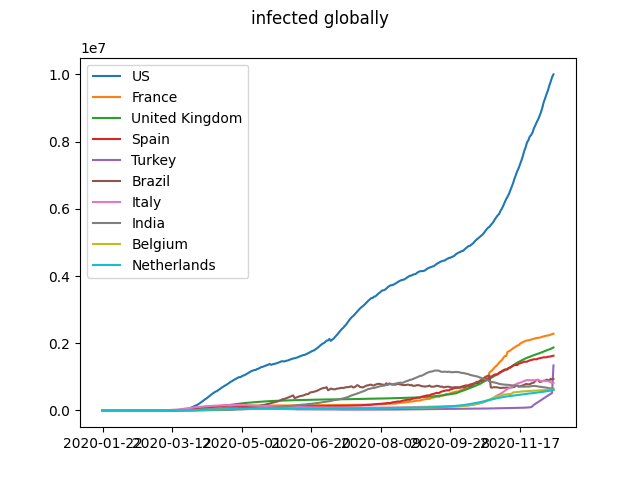 infected globally
1e7
1.0
0.8
0.6
0.4
0.2
0.0
US
France
United Kingdom
Spain
Turkey
Brazil
Italy
India
Belgium
Netherlands
2020-01-22 2020-03-12 2020-05-01 2020-06-20 2020-08-09 2020-09-28 2020-11-17